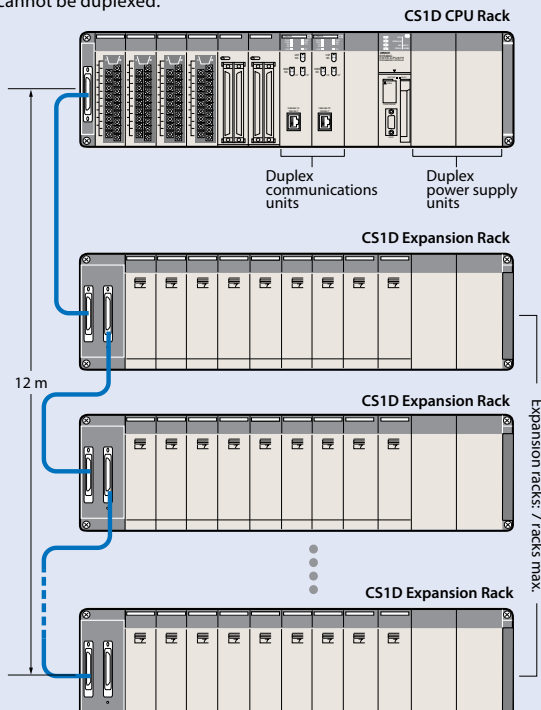 cannot be duplexed.
CS1D CPU Rack
Duplex
communications
units
Duplex
power supply
units
CS1D Expansion Rack
12 m
CS1D Expansion Rack
Expansion racks: 7 racks max.
CS1D Expansion Rack